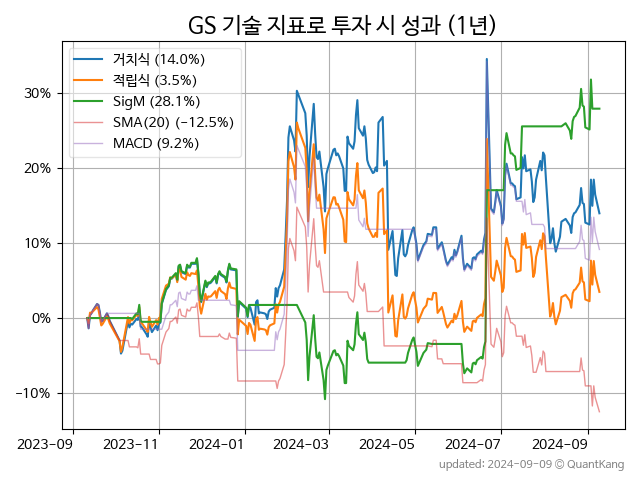 GS 기술 지표로 투자 시 성과 (1년)
거치식 (14.0%)
적립식 (3.5%)
SigM (28.1%)
SMA(20) (−12.5%)
MACD (9.2%)
30%
20%
10%
0%
−10%
2023-09
2023-11
2024-01
2024-03
2024-05
2024-07
2024-09
updated: 2024-09-09 © QuantKang